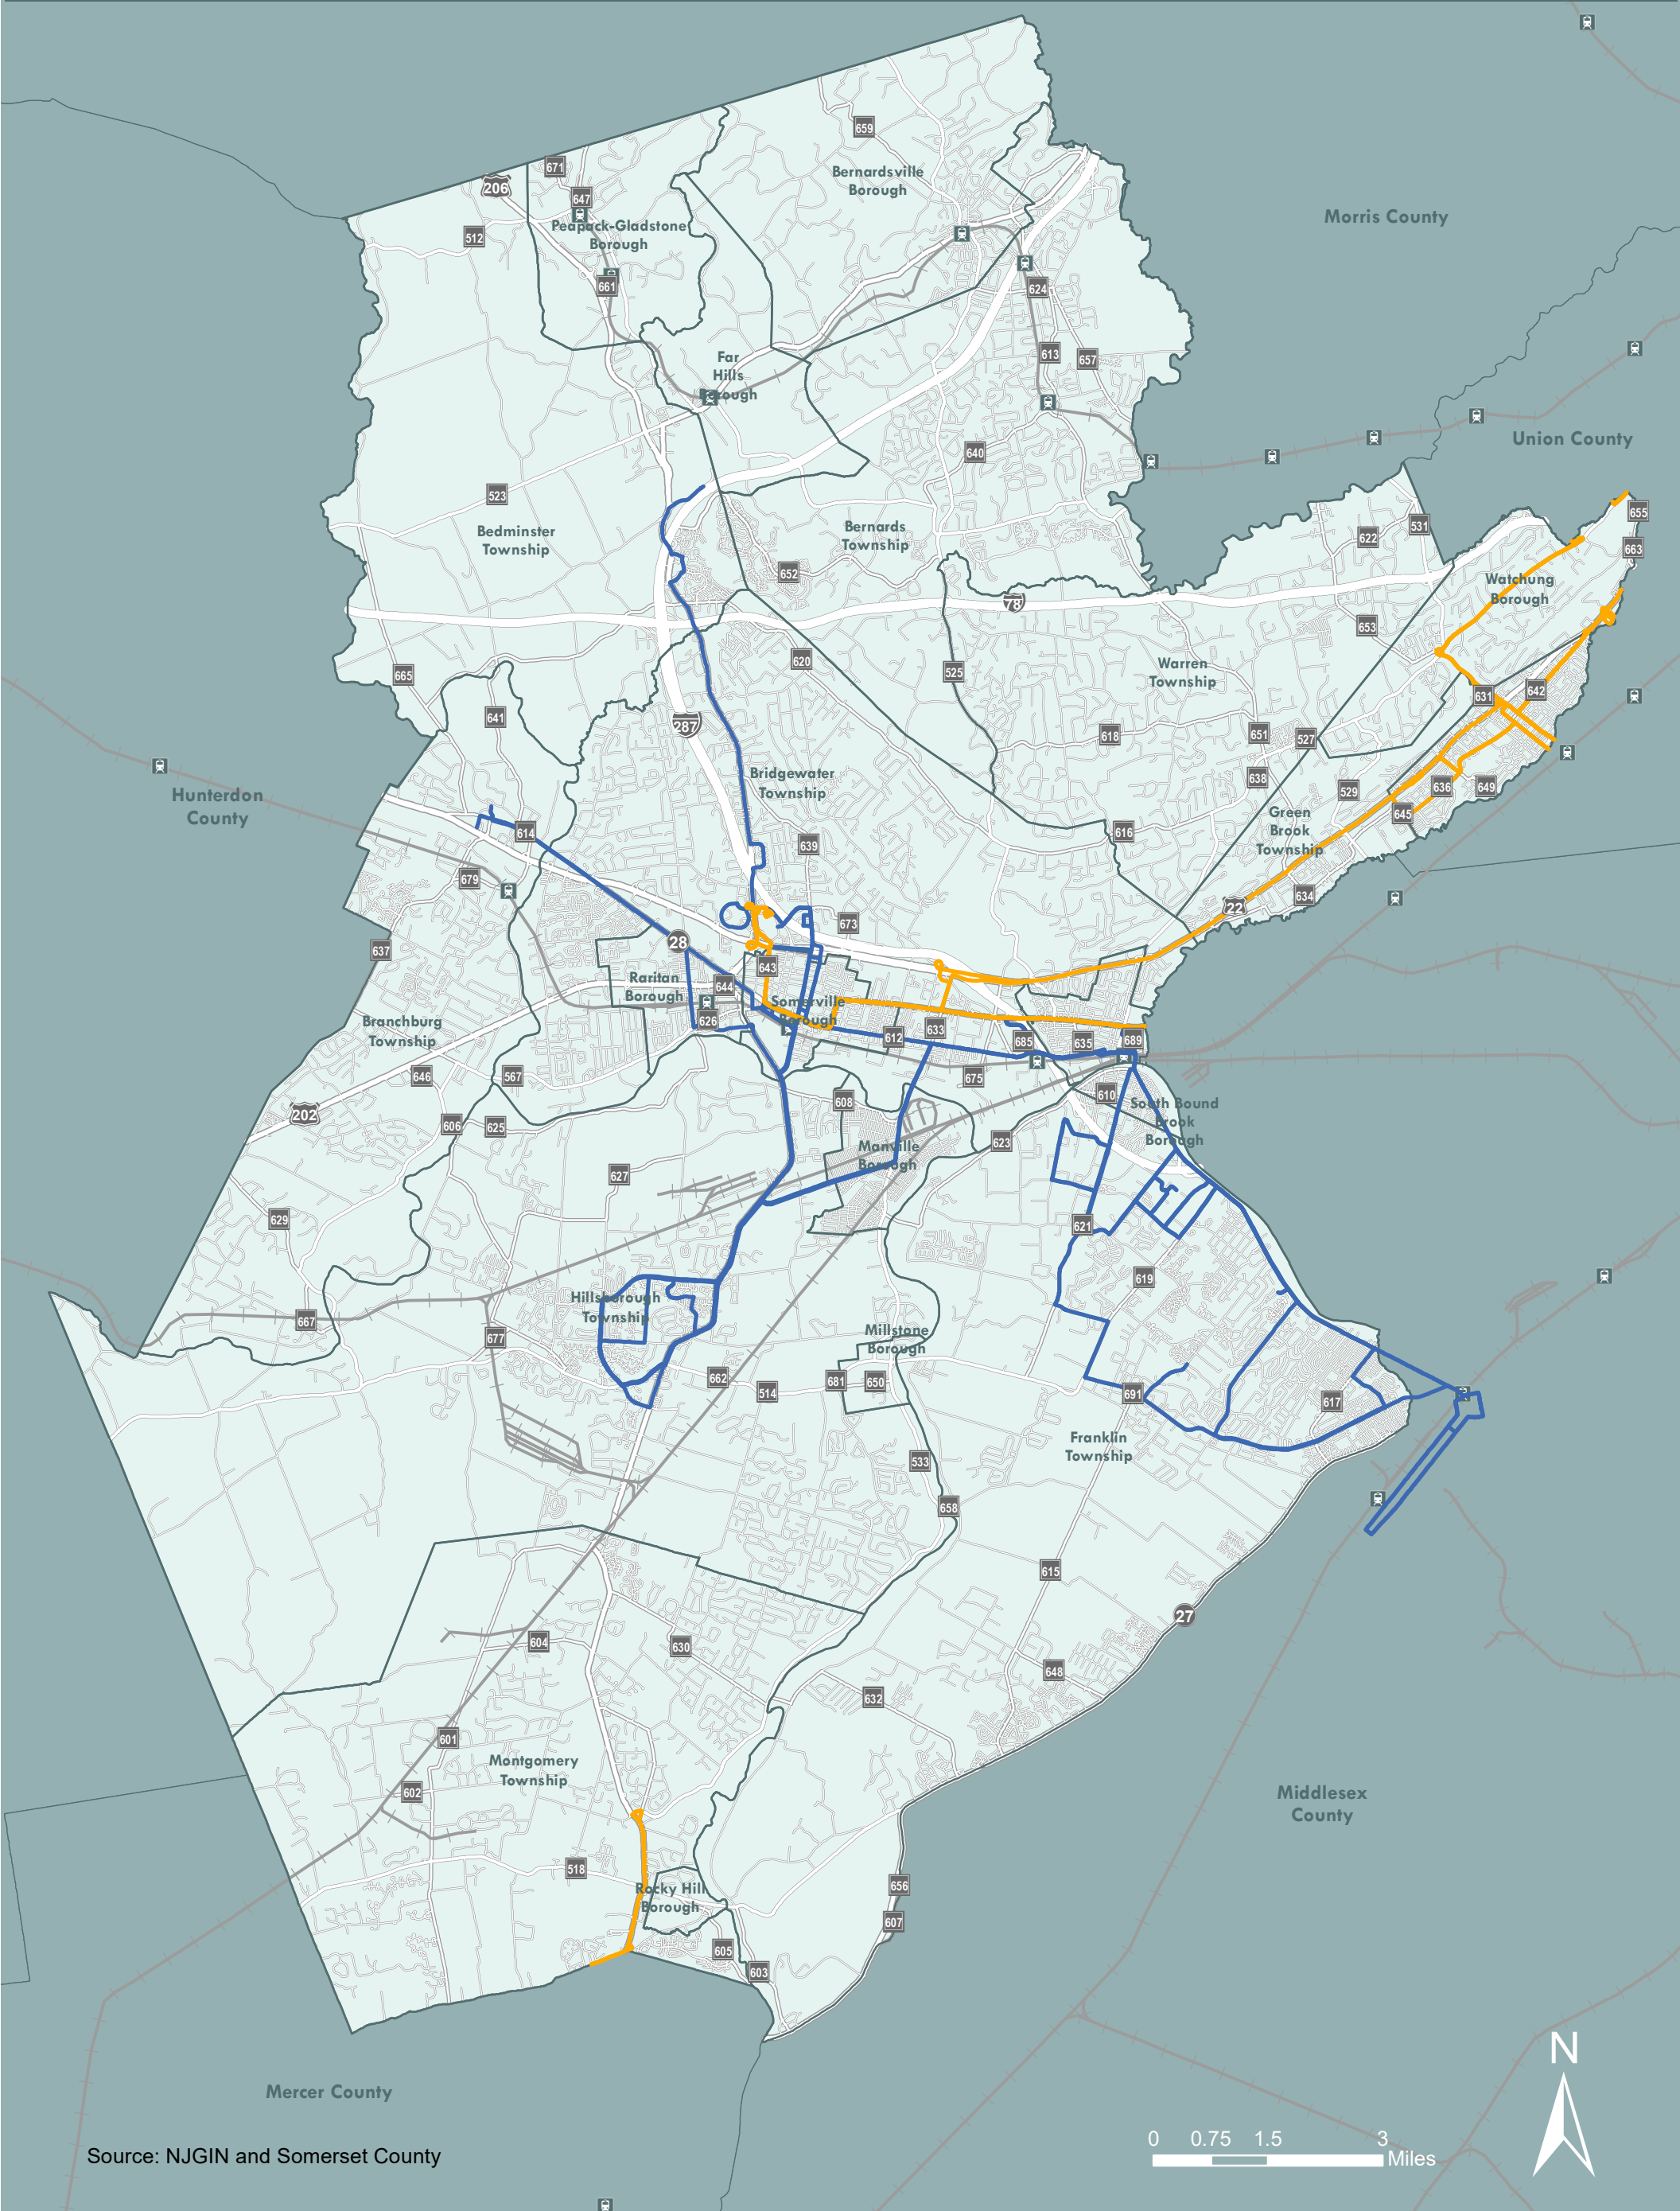 659
Bernardsville
Borough
671
206
647
Peapack-Gladstone
Borough
512
661
Morris County
624
613
657
Far
Hills
Borough
640
Union County
523
Bedminster
Township
Bernards
Township
652
622
531
655
663
Watchung
Borough
78
653
620
525
Warren
Township
665
641
631
642
287
618
651
527
638
Bridgewater
Township
Hunterdon
County
529
636
649
645
614
639
616
Green
Brook
Township
679
634
22
673
637
28
643
Raritan
Borough
644
Somerville
Borough
626
Branchburg
Township
612
633
685
635
689
646
567
675
202
608
610
South Bound
Brook
Borough
606
625
623
Manville
Borough
627
629
621
619
Hillsborough
Township
667
677
Millstone
Borough
662
514
681
650
691
617
Franklin
Township
533
658
615
27
604
630
648
632
601
Montgomery
Township
602
Middlesex
County
518
Rocky Hill
Borough
656
607
605
603
N
Mercer County
0 0.75 1.5 3
Miles
Source: NJGIN and Somerset County